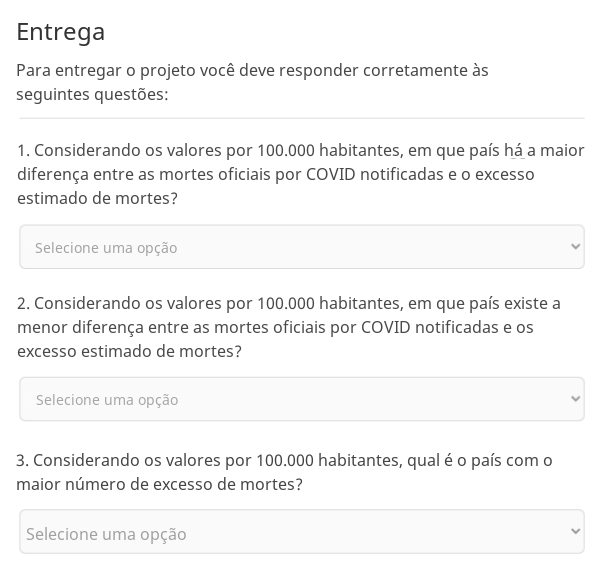 Entrega
Para entregar o projeto você deve responder corretamente às
seguintes questões:
1. Considerando os valores por 100.000 habitantes, em que país há a maior
diferença entre as mortes oficiais por COVID notificadas e o excesso
estimado de mortes?
Selecione uma opção
2. Considerando os valores por 100.000 habitantes, em que país existe a
menor diferença entre as mortes oficiais por COVID notificadas e os
excesso estimado de mortes?
Selecione uma opção
3. Considerando os valores por 100.000 habitantes, qual é o país com o
maior número de excesso de mortes?
Selecione uma opção